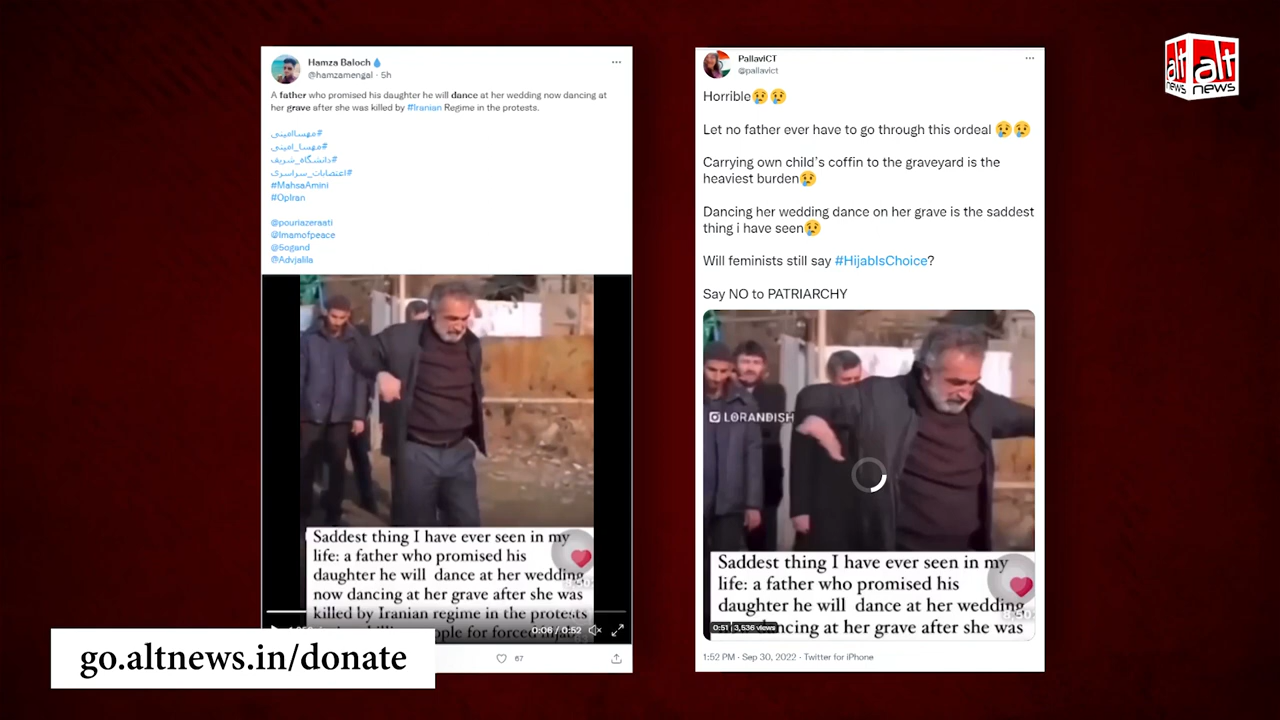 Hamza Baloch
@hamzamengal · 5h
A father who promised his daughter he will dance at her wedding now dancing at
her grave after she was killed by #Iranian Regime in the protests.
#مهساامینی
#مهسا_امینی
#دانشگاه_شریف
#اعتصابات_سراسری
#MahsaAmini
#OpIran
@pouriazeraati
@Imamofpeace
@5ogand
@Advjalila
Saddest thing I have ever seen in my
life: a father who promised his
daughter he will dance at her wedding
now dancing at her grave after she was
killed by Iranian regime in the protests
0:06 / 0:52
67
go.altnews.in/donate
PallaviCT
@pallavict
Horrible😢😢
Let no father ever have to go through this ordeal 😢😢
Carrying own child's coffin to the graveyard is the
heaviest burden😢
Dancing her wedding dance on her grave is the saddest
thing i have seen😢
Will feminists still say #HijabIsChoice?
Say NO to PATRIARCHY
LORANDISH
Saddest thing I have ever seen in my
life: a father who promised his
daughter he will dance at her wedding
dancing at her grave after she was
0:51 3,536 views
1:52 PM · Sep 30, 2022 · Twitter for iPhone
alt alt
news news